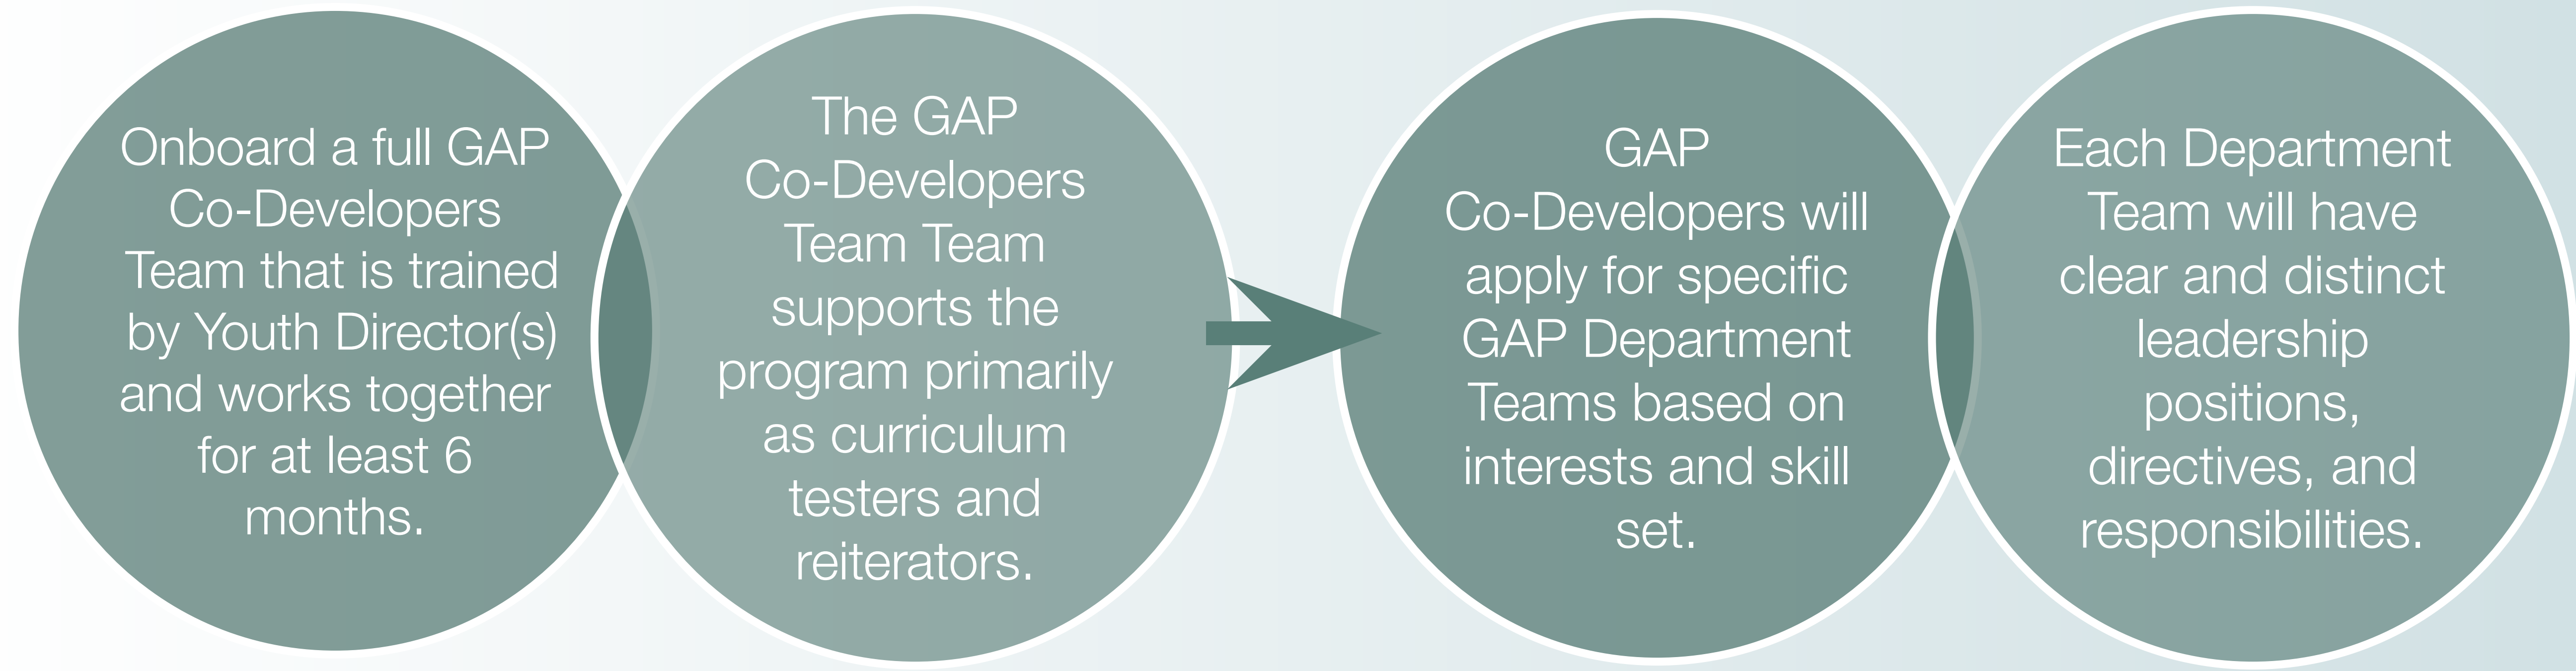 Onboard a full GAP
Co-Developers
Team that is trained
by Youth Director(s)
and works together
for at least 6
months.
The GAP
Co-Developers
Team Team
supports the
program primarily
as curriculum
testers and
reiterators.
GAP
Co-Developers will
apply for specific
GAP Department
Teams based on
interests and skill
set.
Each Department
Team will have
clear and distinct
leadership
positions,
directives, and
responsibilities.